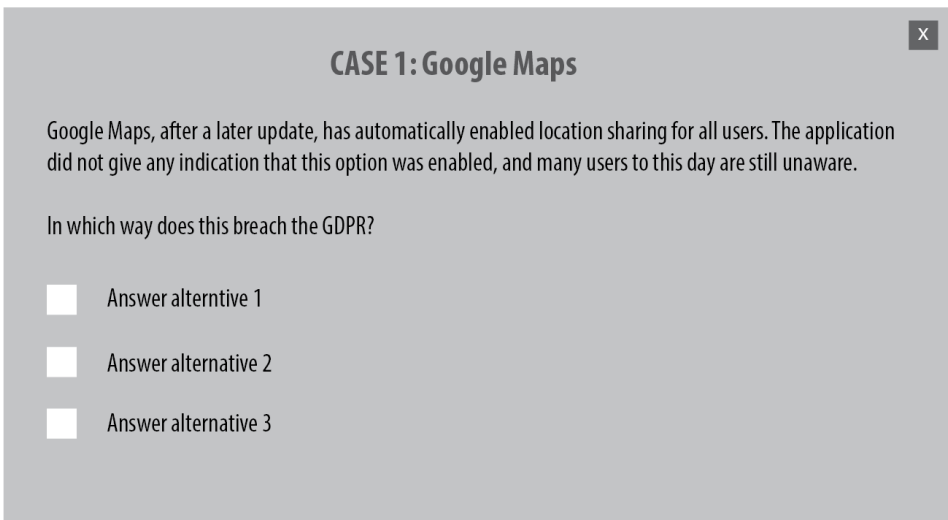 X
CASE 1: Google Maps
Google Maps, after a later update, has automatically enabled location sharing for all users. The application
did not give any indication that this option was enabled, and many users to this day are still unaware.
In which way does this breach the GDPR?
Answer alterntive 1
Answer alternative 2
Answer alternative 3